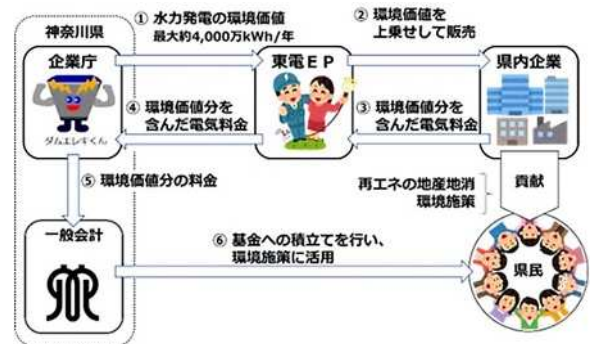 神奈川県
① 水力発電の環境価値
最大約4,000万kWh/年
② 環境価値を
上乗せして販売
企業庁
東電EP
県内企業
④ 環境価値分を
含んだ電気料金
③ 環境価値分を
含んだ電気料金
ダムエレキくん
⑤ 環境価値分の料金
再エネの地産地消
環境施策
貢献
一般会計
⑥ 基金への積立てを行い、
環境施策に活用
県民